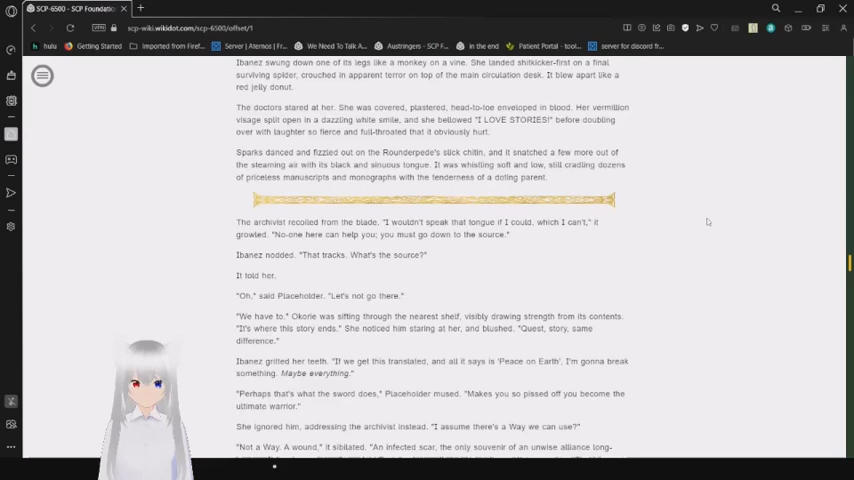 SCP-6500 - SCP Foundatio
scp-wiki.wikidot.com/scp-6500/offset/1
hulu
Getting Started
Imported from Firef...
Server | Aternos | F...
We Need To Talk A...
Austringers - SCP F...
in the end
Patient Portal - tool...
server for discord fr...
Ibanez swung down one of its legs like a monkey on a vine. She landed shitkicker-first on a final
surviving spider, crouched in apparent terror on top of the main circulation desk. It blew apart like a
red jelly donut.
The doctors stared at her. She was covered, plastered, head-to-toe enveloped in blood. Her vermillion
visage split open in a dazzling white smile, and she bellowed "I LOVE STORIES!" before doubling
over with laughter so fierce and full-throated that it obviously hurt.
Sparks danced and fizzled out on the Rounderpede's slick chitin, and it snatched a few more out of
the steaming air with its black and sinuous tongue. It was whistling soft and low, still cradling dozens
of priceless manuscripts and monographs with the tenderness of a doting parent.
The archivist recoiled from the blade. "I wouldn't speak that tongue if I could, which I can't," it
growled. "No-one here can help you; you must go down to the source."
Ibanez nodded. "That tracks. What's the source?"
It told her.
"Oh," said Placeholder. "Let's not go there."
"We have to." Okorie was sifting through the nearest shelf, visibly drawing strength from its contents.
"It's where this story ends." She noticed him staring at her, and blushed. "Quest, story, same
difference."
Ibanez gritted her teeth. "If we get this translated, and all it says is 'Peace on Earth', I'm gonna break
something. Maybe everything."
"Perhaps that's what the sword does," Placeholder mused. "Makes you so pissed off you become the
ultimate warrior."
She ignored him, addressing the archivist instead. "I assume there's a Way we can use?"
"Not a Way. A wound," it sibilated. "An infected scar, the only souvenir of an unwise alliance long-